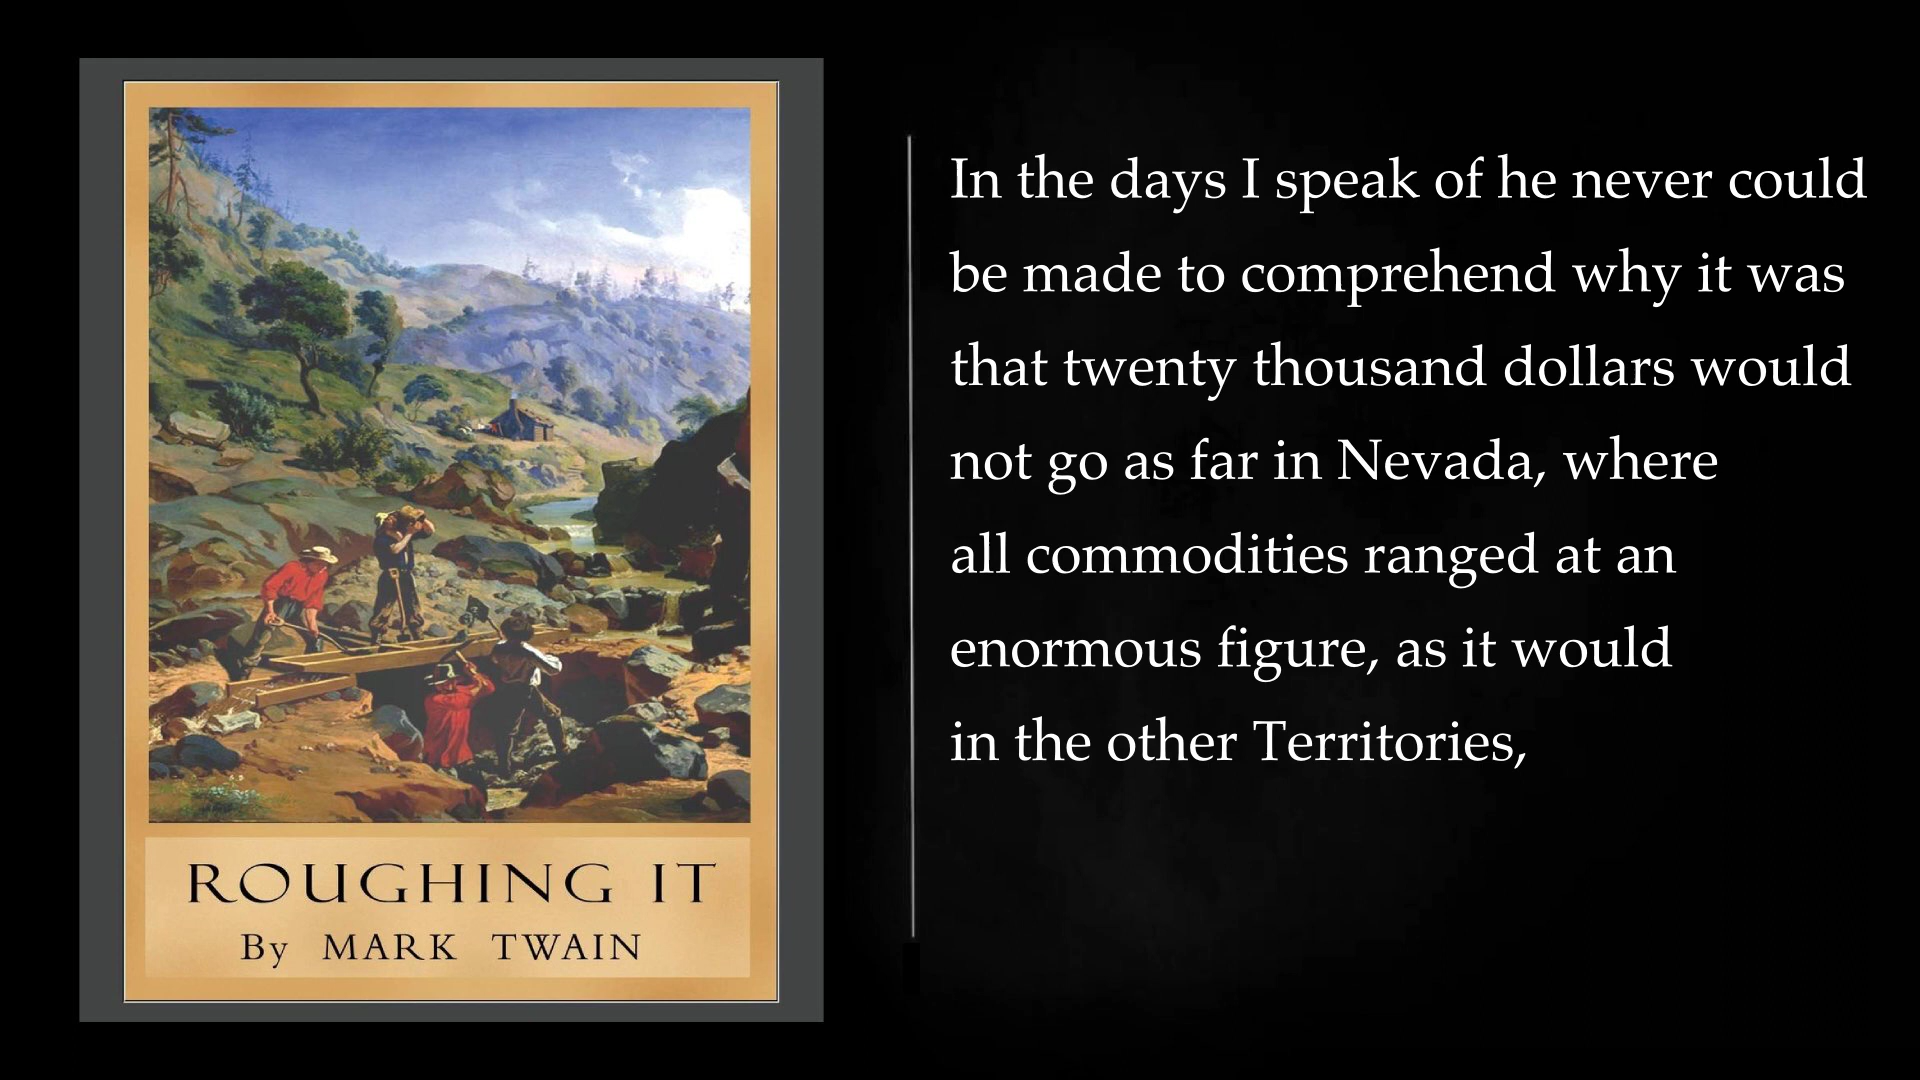 ROUGHING IT
By MARK TWAIN
In the days I speak of he never could
be made to comprehend why it was
that twenty thousand dollars would
not go as far in Nevada, where
all commodities ranged at an
enormous figure, as it would
in the other Territories,